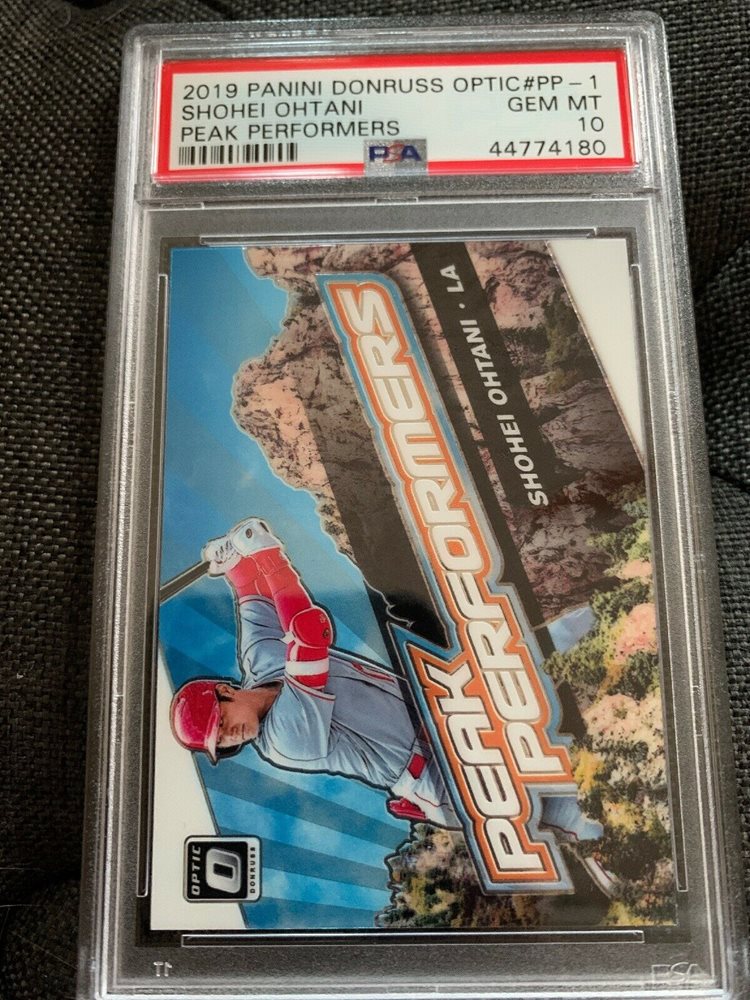 2019 PANINI DONRUSS OPTIC#PP-1
SHOHEI OHTANI GEM MT
PEAK PERFORMERS 10
PSA 44774180
PEAK
PERFORMERS
SHOHEI OHTANI · LA
OPTIC
O
DONRUSS
PSA